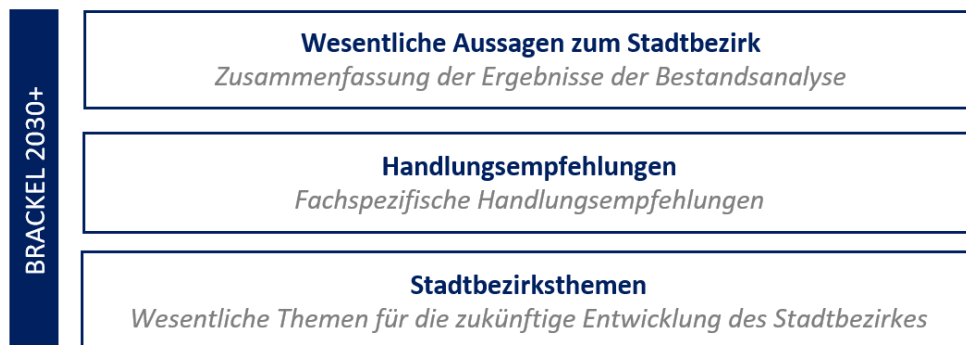 BRACKEL 2030+
Wesentliche Aussagen zum Stadtbezirk
Zusammenfassung der Ergebnisse der Bestandsanalyse
Handlungsempfehlungen
Fachspezifische Handlungsempfehlungen
Stadtbezirksthemen
Wesentliche Themen für die zukünftige Entwicklung des Stadtbezirkes